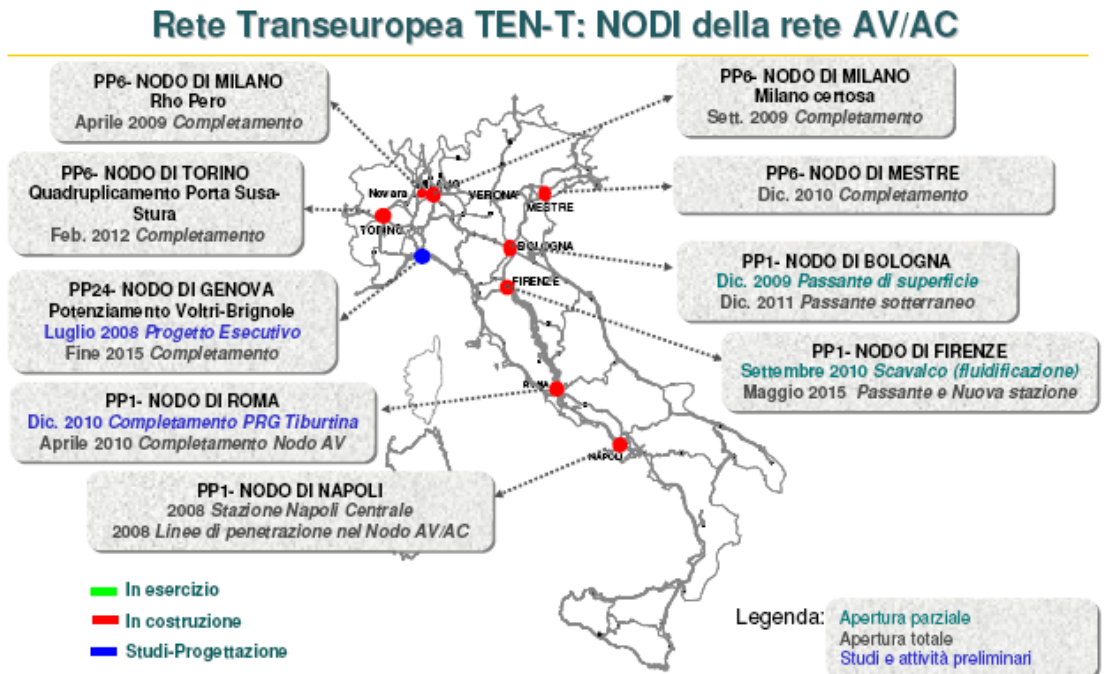 Rete Transeuropea TEN-T: NODI della rete AV/AC
PP6- NODO DI MILANO
Rho Pero
Aprile 2009 Completamento
PP6- NODO DI MILANO
Milano certosa
Sett. 2009 Completamento
PP6- NODO DI TORINO
Quadruplicamento Porta Susa-
Stura
Feb. 2012 Completamento
PP6- NODO DI MESTRE
Dic. 2010 Completamento
PP24- NODO DI GENOVA
Potenziamento Voltri-Brignole
Luglio 2008 Progetto Esecutivo
Fine 2015 Completamento
PP1- NODO DI BOLOGNA
Dic. 2009 Passante di superficie
Dic. 2011 Passante sotterraneo
PP1- NODO DI FIRENZE
Settembre 2010 Scavalco (fluidificazione)
Maggio 2015 Passante e Nuova stazione
PP1- NODO DI ROMA
Dic. 2010 Completamento PRG Tiburtina
Aprile 2010 Completamento Nodo AV
PP1- NODO DI NAPOLI
2008 Stazione Napoli Centrale
2008 Linee di penetrazione nel Nodo AV/AC
Novara
VERONA
MESTRE
TORINO
BOLOGNA
FIRENZE
ROMA
NAPOLI
In esercizio
In costruzione
Studi-Progettazione
Legenda:
Apertura parziale
Apertura totale
Studi e attività preliminari